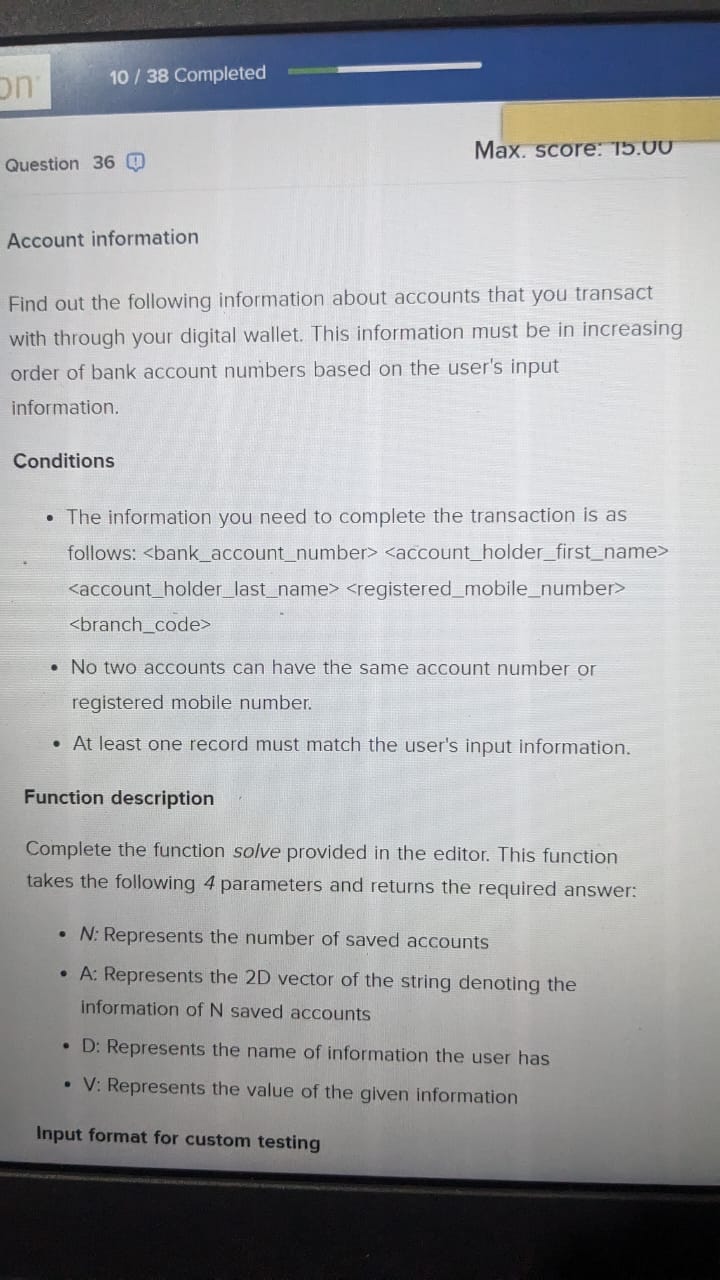 on
10 / 38 Completed
Question 36
Max. score: 15.00
Account information
Find out the following information about accounts that you transact
with through your digital wallet. This information must be in increasing
order of bank account numbers based on the user's input
information.
Conditions
• The information you need to complete the transaction is as
follows: <bank_account_number> <account_holder_first_name>
<account_holder_last_name> <registered_mobile_number>
<branch_code>
• No two accounts can have the same account number or
registered mobile number.
• At least one record must match the user's input information.
Function description
Complete the function solve provided in the editor. This function
takes the following 4 parameters and returns the required answer:
• N: Represents the number of saved accounts
• A: Represents the 2D vector of the string denoting the
information of N saved accounts
• D: Represents the name of information the user has
• V: Represents the value of the given information
Input format for custom testing